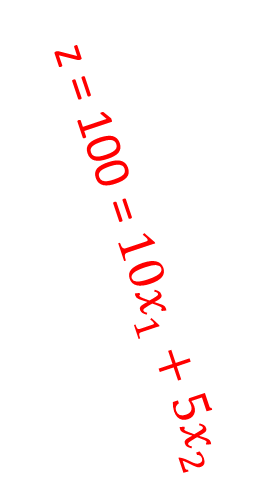 z = 100 = 10x₁ + 5x₂